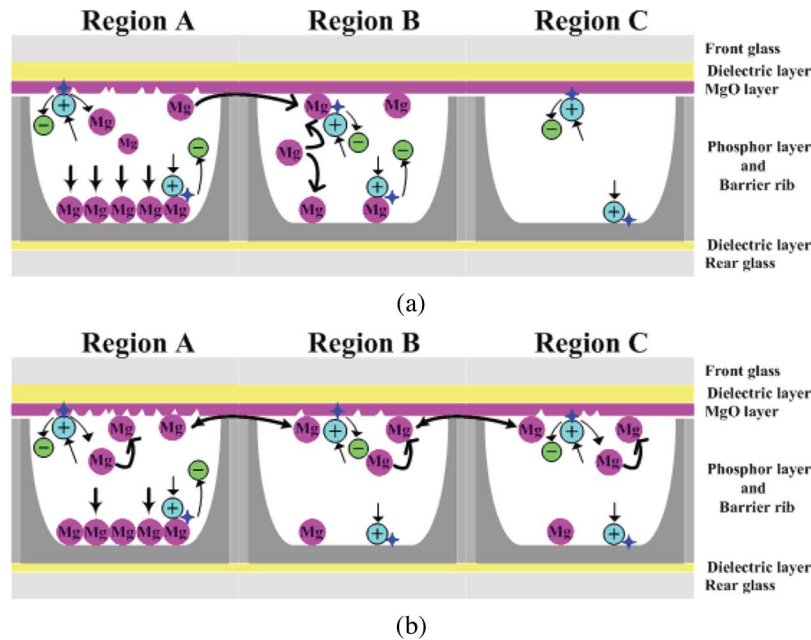 Region A Region B Region C
Front glass
Dielectric layer
MgO layer
Mg Mg Mg
Mg
+ + +
− − −
Mg
Mg
Phosphor layer
and
Barrier rib
− −
+ +
Mg Mg Mg Mg Mg Mg Mg +
Dielectric layer
Rear glass
(a)
Region A Region B Region C
Front glass
Dielectric layer
MgO layer
Mg Mg Mg Mg Mg Mg
+ + +
− − −
Mg Mg Mg
Phosphor layer
and
Barrier rib
−
+
Mg Mg Mg Mg Mg Mg + Mg +
Dielectric layer
Rear glass
(b)